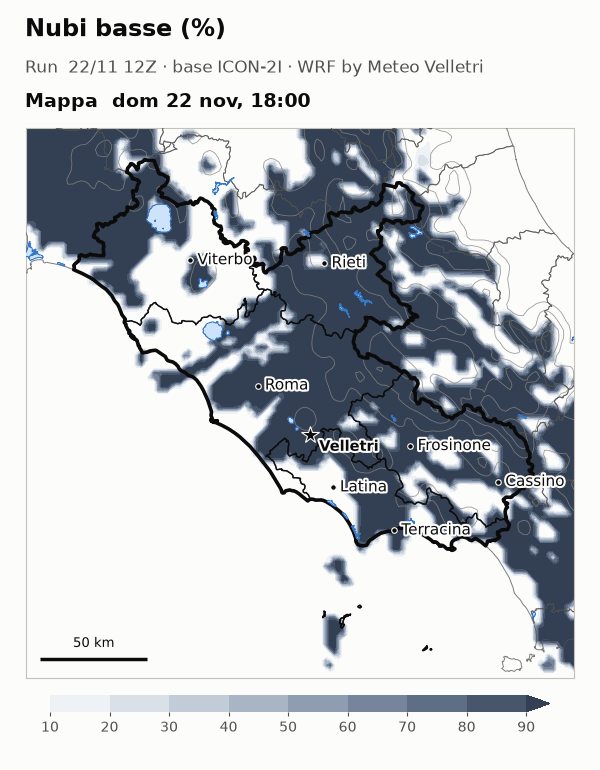 Nubi basse (%)
Run  22/11 12Z · base ICON-2I · WRF by Meteo Velletri
Mappa  dom 22 nov, 18:00
Viterbo
Rieti
Roma
Velletri
Frosinone
Cassino
Latina
Terracina
50 km
10 20 30 40 50 60 70 80 90